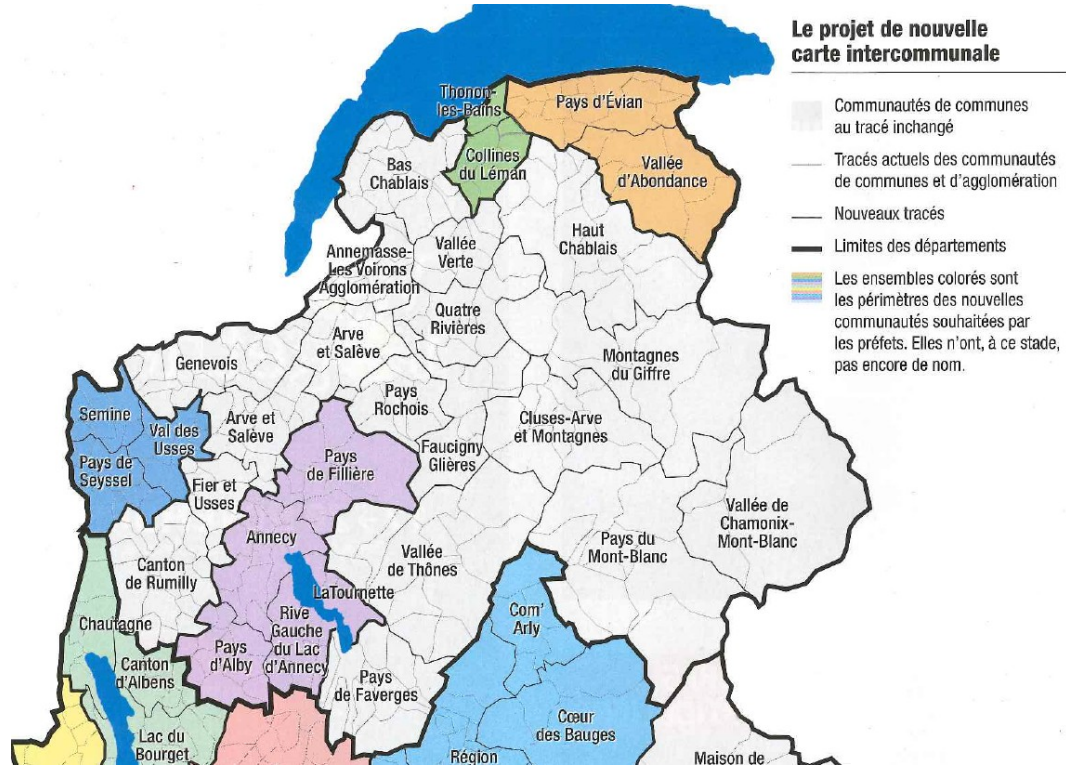 Le projet de nouvelle
carte intercommunale
Communautés de communes
au tracé inchangé
Tracés actuels des communautés
de communes et d'agglomération
Nouveaux tracés
Limites des départements
Les ensembles colorés sont
les périmètres des nouvelles
communautés souhaitées par
les préfets. Elles n'ont, à ce stade,
pas encore de nom.
Thonon-
les-Bains
Pays d'Évian
Collines
du Léman
Bas
Chablais
Vallée
d'Abondance
Haut
Chablais
Vallée
Verte
Annemasse-
Les Voirons
Agglomération
Quatre
Rivières
Arve
et Salève
Genevois
Montagnes
du Giffre
Pays
Rochois
Semine
Val des
Usses
Arve et
Salève
Cluses-Arve
et Montagnes
Faucigny
Glières
Pays de
Seyssel
Pays
de Fillière
Fier et
Usses
Vallée de
Chamonix-
Mont-Blanc
Annecy
Pays du
Mont-Blanc
Vallée
de Thônes
Canton
de Rumilly
LaTournette
Com'
Arly
Rive
Gauche
du Lac
d'Annecy
Chautagne
Pays
d'Alby
Canton
d'Albens
Pays
de Faverges
Cœur
des Bauges
Lac du
Bourget
Région
Maison de